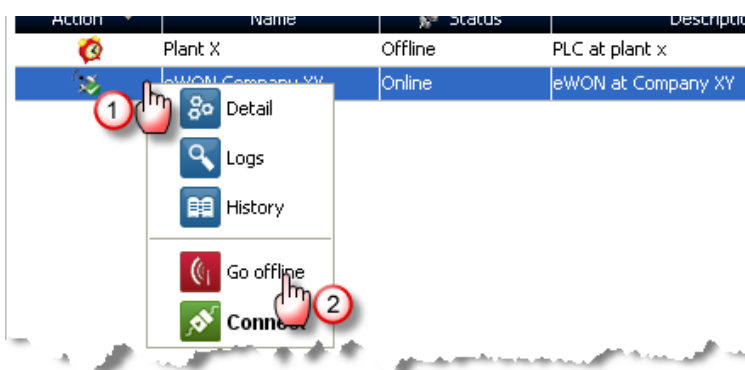 Action Name Status Descriptio
Plant X Offline PLC at plant x
eWON Company XY Online eWON at Company XY
1
Detail
Logs
History
Go offline
2
Connect